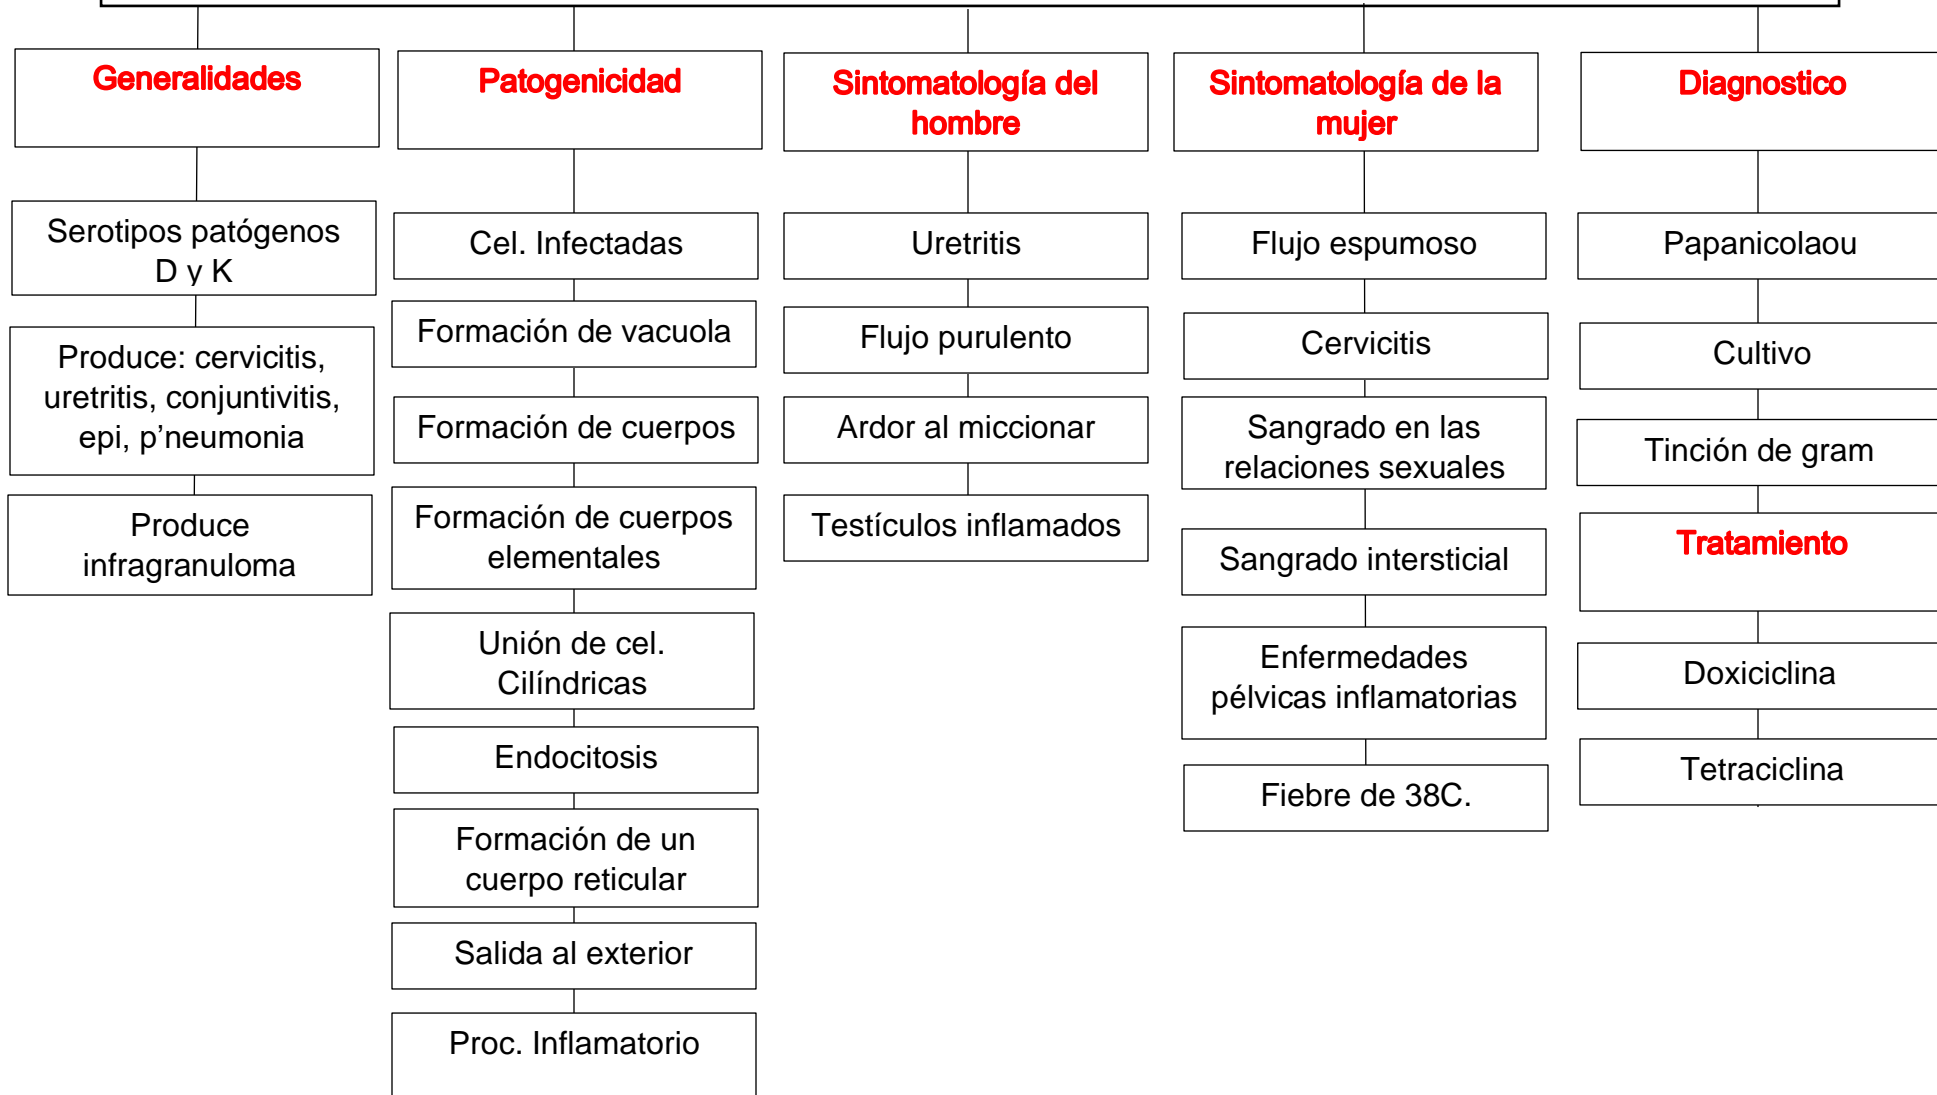 Generalidades
Serotipos patógenos
D y K
Produce: cervicitis,
uretritis, conjuntivitis,
epi, p’neumonia
Produce
infragranuloma
Patogenicidad
Cel. Infectadas
Formación de vacuola
Formación de cuerpos
Formación de cuerpos
elementales
Unión de cel.
Cilíndricas
Endocitosis
Formación de un
cuerpo reticular
Salida al exterior
Proc. Inflamatorio
Sintomatología del
hombre
Uretritis
Flujo purulento
Ardor al miccionar
Testículos inflamados
Sintomatología de la
mujer
Flujo espumoso
Cervicitis
Sangrado en las
relaciones sexuales
Sangrado intersticial
Enfermedades
pélvicas inflamatorias
Fiebre de 38C.
Diagnostico
Papanicolaou
Cultivo
Tinción de gram
Tratamiento
Doxiciclina
Tetraciclina